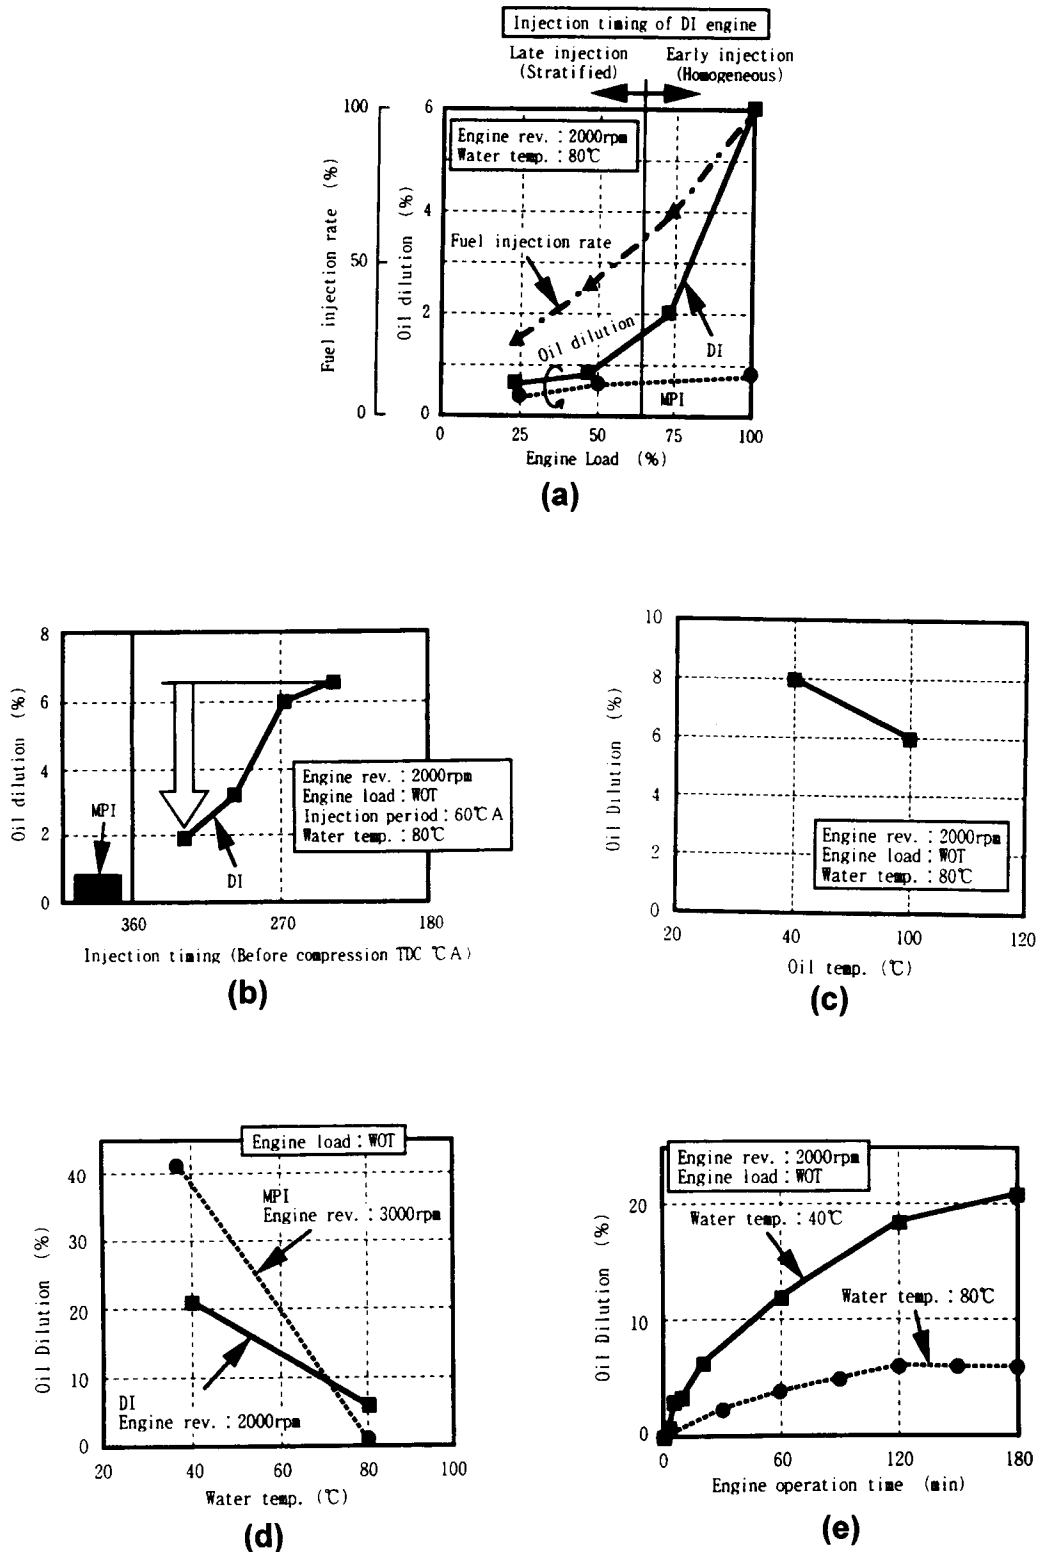 Injection timing of DI engine
Late injection
(Stratified)
Early injection
(Homogeneous)
100
50
0
Fuel injection rate (%)
6
4
2
0
Oil dilution (%)
Engine rev. : 2000rpm
Water temp. : 80℃
Fuel injection rate
Oil dilution
DI
MPI
0
25
50
75
100
Engine Load (%)
(a)
8
6
4
2
0
Oil dilution (%)
MPI
DI
Engine rev. : 2000rpm
Engine load : WOT
Injection period : 60℃A
Water temp. : 80℃
360
270
180
Injection timing (Before compression TDC ℃A)
(b)
10
8
6
4
2
0
Oil Dilution (%)
Engine rev. : 2000rpm
Engine load : WOT
Water temp. : 80℃
20
40
100
120
Oil temp. (℃)
(c)
Engine load : WOT
40
30
20
10
0
Oil Dilution (%)
MPI
Engine rev. : 3000rpm
DI
Engine rev. : 2000rpm
20
40
60
80
100
Water temp. (℃)
(d)
Engine rev. : 2000rpm
Engine load : WOT
20
10
0
Oil Dilution (%)
Water temp. : 40℃
Water temp. : 80℃
0
60
120
180
Engine operation time (min)
(e)